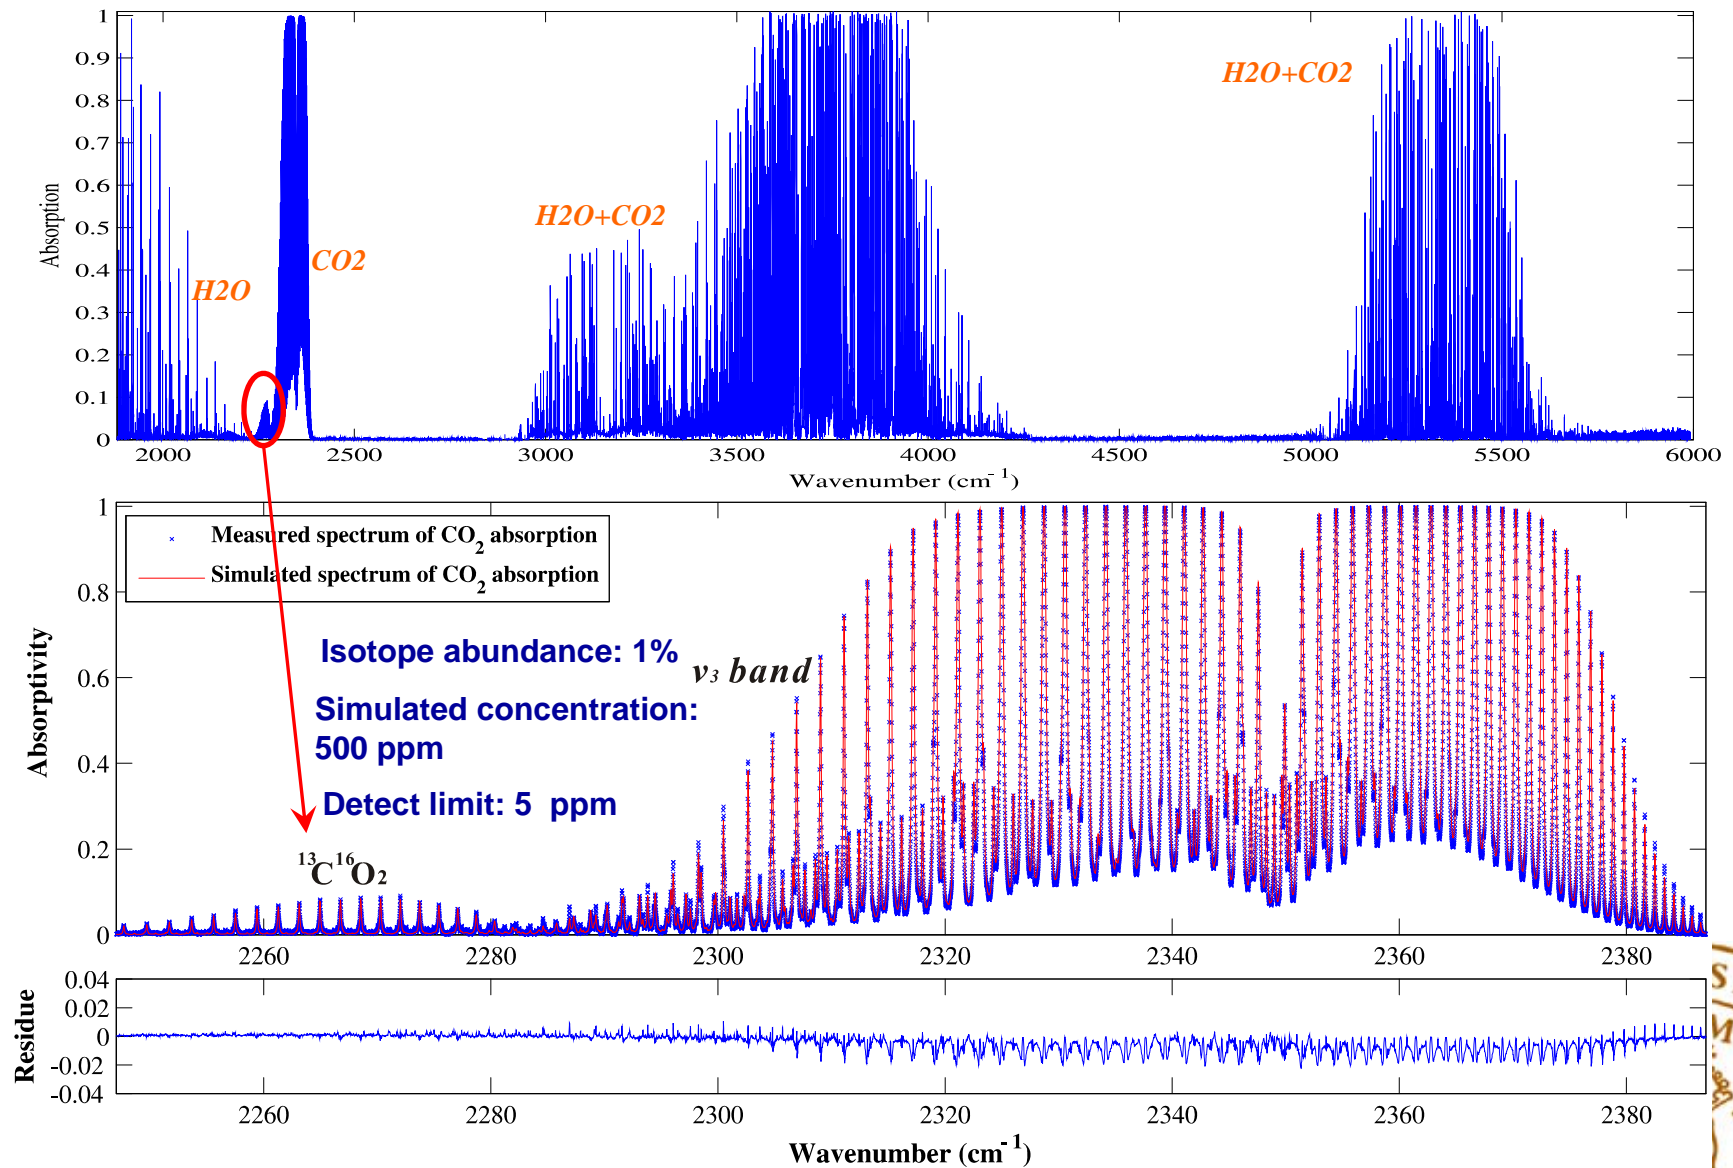 1
0.9
0.8
0.7
0.6
0.5
0.4
0.3
0.2
0.1
0
Absorption
H2O
CO2
H2O+CO2
H2O+CO2
2000 2500 3000 3500 4000 4500 5000 5500 6000
Wavenumber (cm⁻¹)
1
0.8
0.6
0.4
0.2
0
Absorptivity
Measured spectrum of CO₂ absorption
Simulated spectrum of CO₂ absorption
Isotope abundance: 1%
ν₃ band
Simulated concentration:
500 ppm
Detect limit: 5 ppm
¹³C¹⁶O₂
2260 2280 2300 2320 2340 2360 2380
0.04
0.02
0
-0.02
-0.04
Residue
2260 2280 2300 2320 2340 2360 2380
Wavenumber (cm⁻¹)